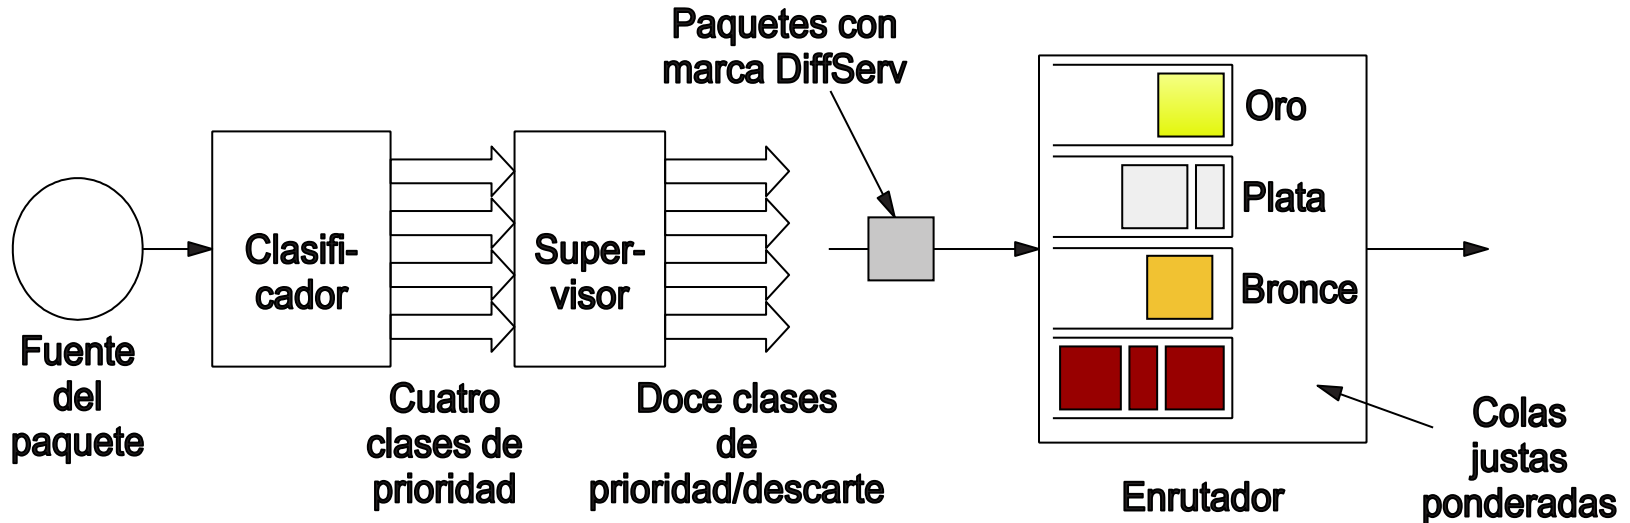 Paquetes con
marca DiffServ
Oro
Plata
Bronce
Clasifi-
cador
Super-
visor
Fuente
del
paquete
Cuatro
clases de
prioridad
Doce clases
de
prioridad/descarte
Enrutador
Colas
justas
ponderadas